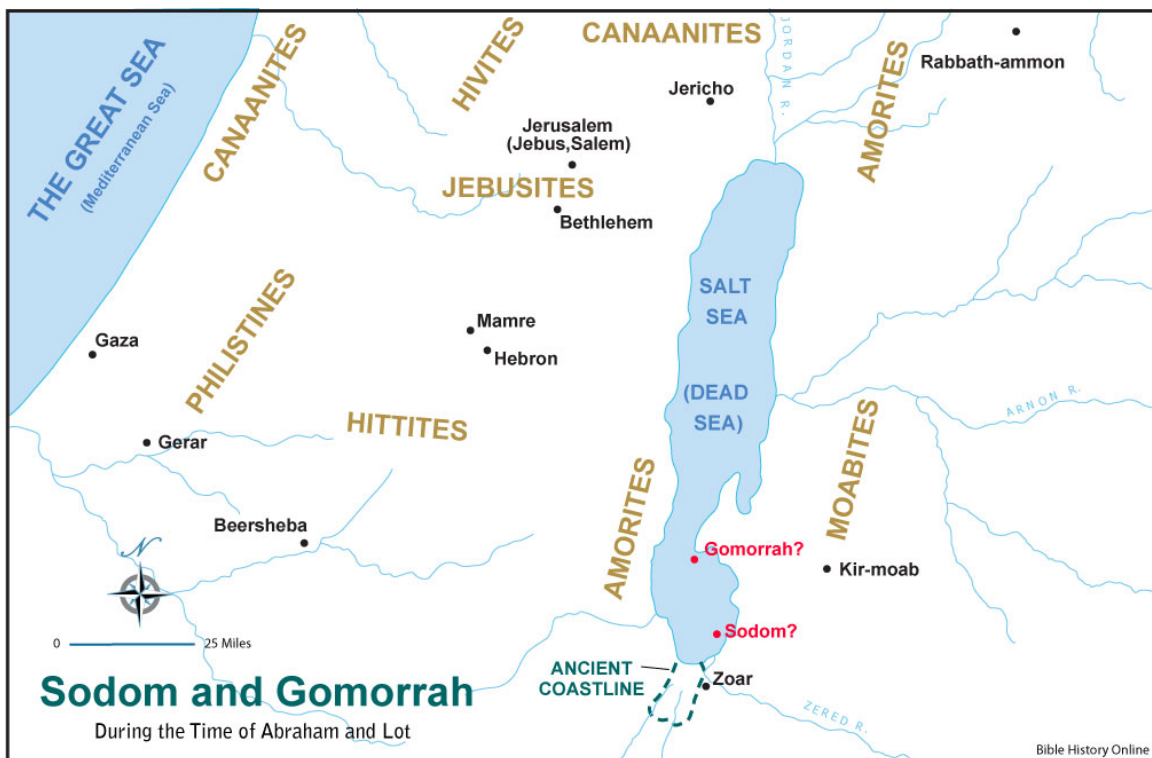 THE GREAT SEA
(Mediterranean Sea)
CANAANITES
HIVITES
CANAANITES
JORDAN R.
AMORITES
Rabbath-ammon
Jericho
Jerusalem
(Jebus,Salem)
JEBUSITES
Bethlehem
SALT
SEA
(DEAD
SEA)
Mamre
Hebron
Gaza
PHILISTINES
HITTITES
Gerar
Beersheba
ARNON R.
MOABITES
AMORITES
Gomorrah?
Kir-moab
Sodom?
N
0
25 Miles
ANCIENT
COASTLINE
Zoar
ZERED R.
Sodom and Gomorrah
During the Time of Abraham and Lot
Bible History Online